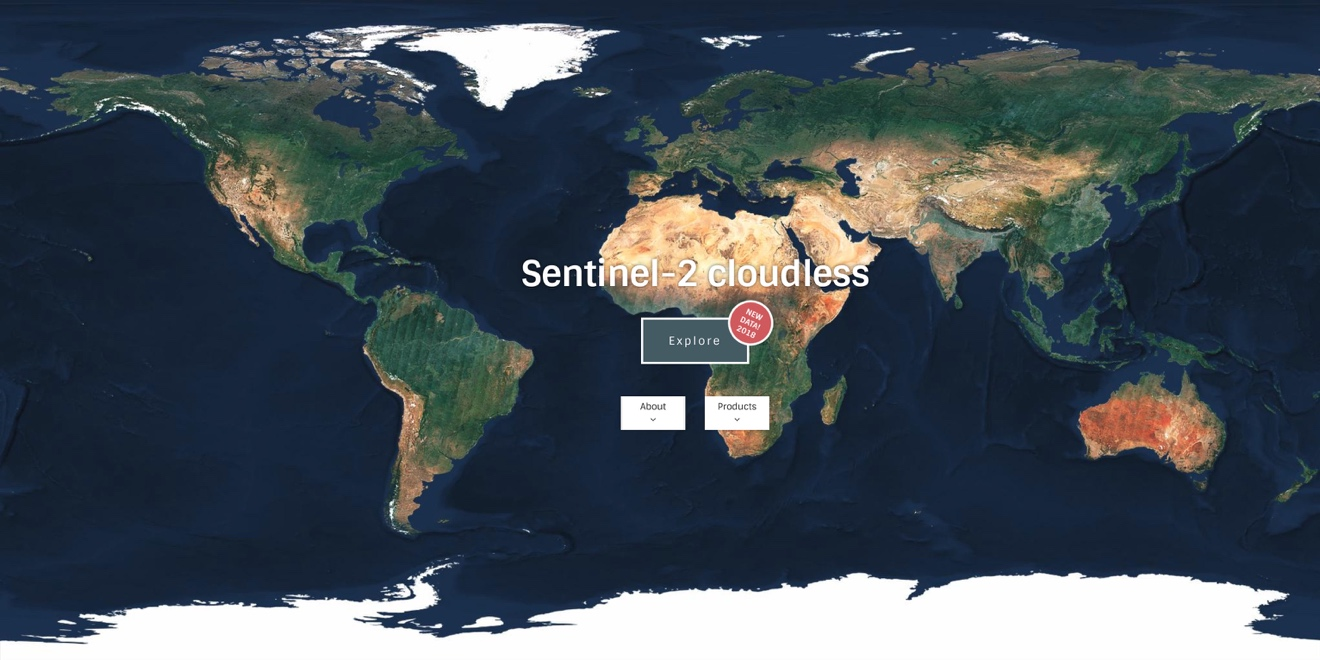 Sentinel-2 cloudless
NEW
DATA!
2018
Explore
About
Products